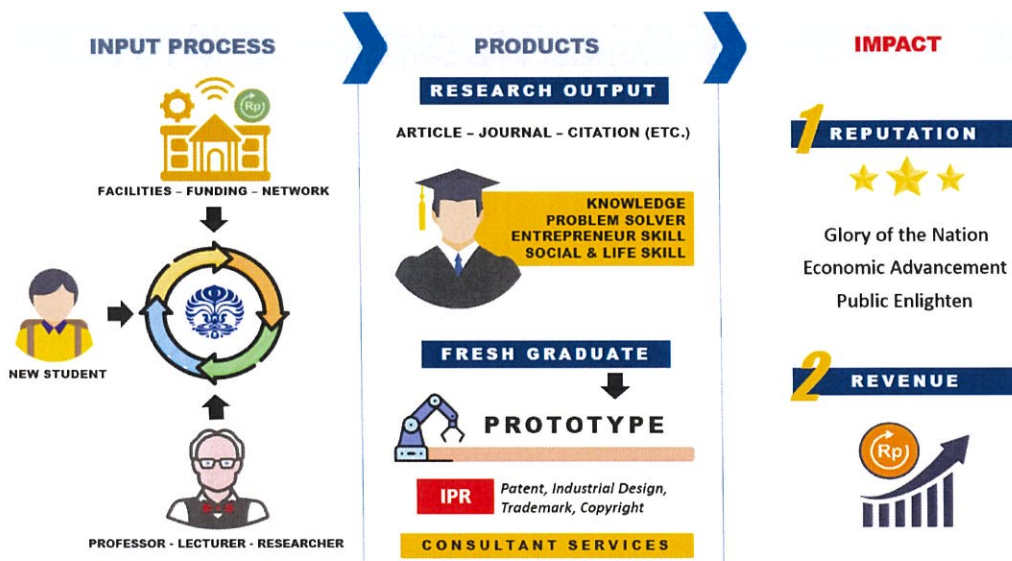 INPUT PROCESS
Rp
FACILITIES – FUNDING – NETWORK
NEW STUDENT
PROFESSOR - LECTURER - RESEARCHER
PRODUCTS
RESEARCH OUTPUT
ARTICLE – JOURNAL – CITATION (ETC.)
KNOWLEDGE
PROBLEM SOLVER
ENTREPRENEUR SKILL
SOCIAL & LIFE SKILL
FRESH GRADUATE
PROTOTYPE
IPR
Patent, Industrial Design,
Trademark, Copyright
CONSULTANT SERVICES
IMPACT
1 REPUTATION
Glory of the Nation
Economic Advancement
Public Enlighten
2 REVENUE
Rp